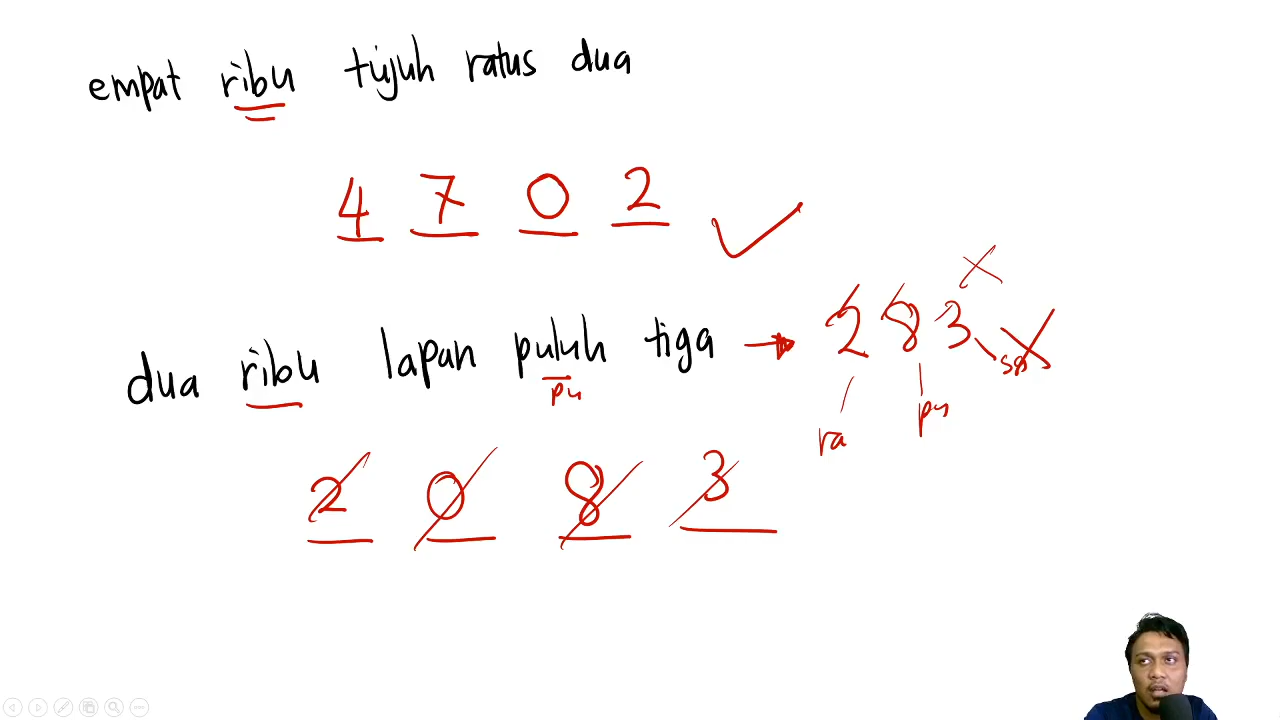 empat ribu tujuh ratus dua
4 7 0 2
dua ribu lapan puluh tiga → 2 8 3
pu
ra
pu
sa
2 0 8 3